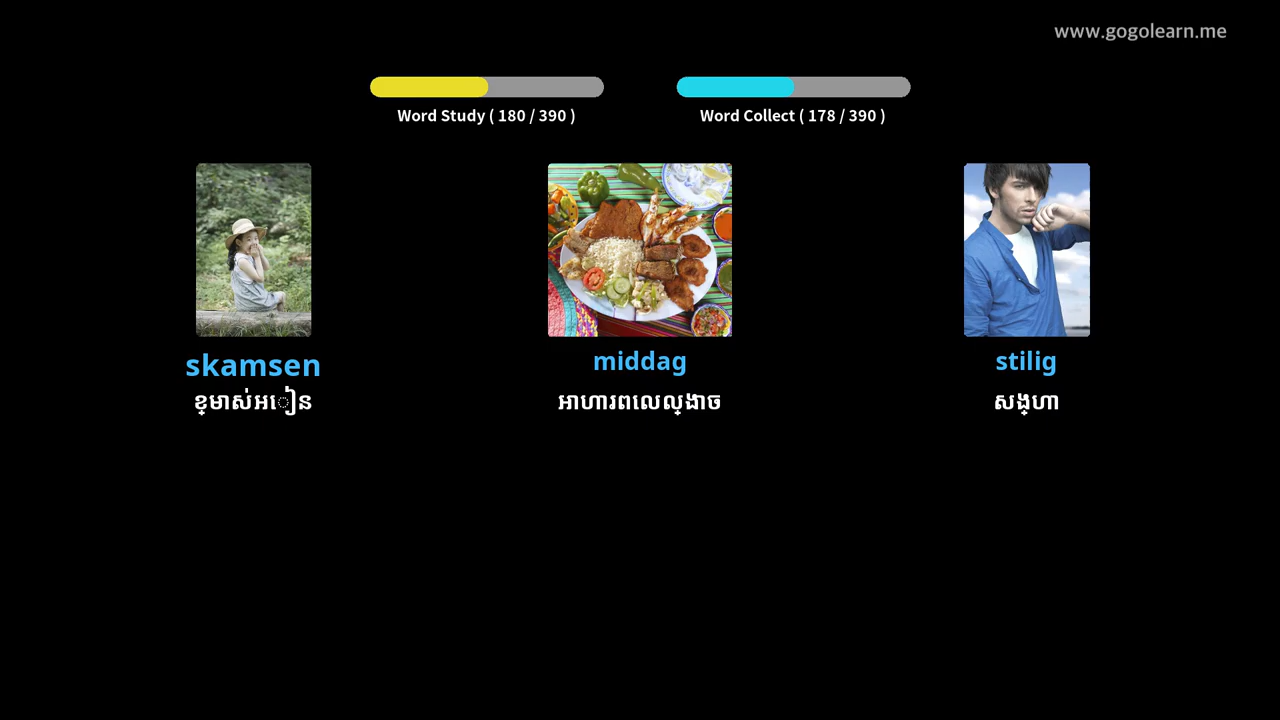 www.gogolearn.me
Word Study ( 180 / 390 )
Word Collect ( 178 / 390 )
skamsen
middag
stilig
ខ្មាស់អៀន
អាហារពេលល្ងាច
សង្ហា